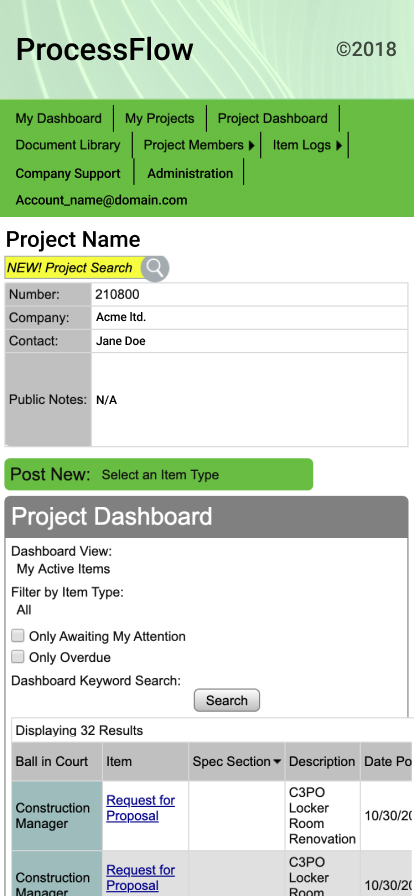 ProcessFlow ©2018
My Dashboard My Projects Project Dashboard
Document Library Project Members Item Logs
Company Support Administration
Account_name@domain.com
Project Name
NEW! Project Search
Number: 210800
Company: Acme ltd.
Contact: Jane Doe
Public Notes: N/A
Post New: Select an Item Type
Project Dashboard
Dashboard View:
My Active Items
Filter by Item Type:
All
Only Awaiting My Attention
Only Overdue
Dashboard Keyword Search:
Search
Displaying 32 Results
Ball in Court Item Spec Section Description Date Po
Construction Manager Request for Proposal C3PO Locker Room Renovation 10/30/20
Construction Manager Request for Proposal C3PO Locker Room 10/30/20